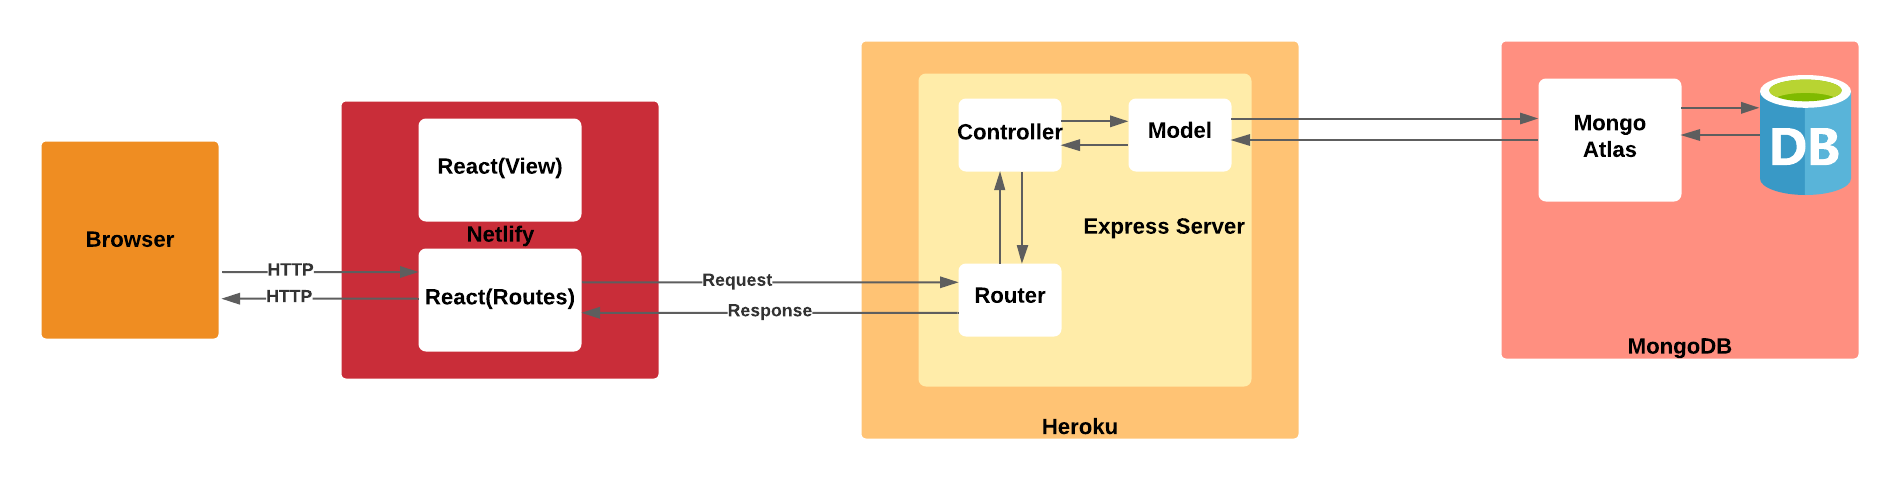 Browser
HTTP
HTTP
React(View)
Netlify
React(Routes)
Request
Response
Controller
Model
Express Server
Router
Heroku
Mongo
Atlas
DB
MongoDB